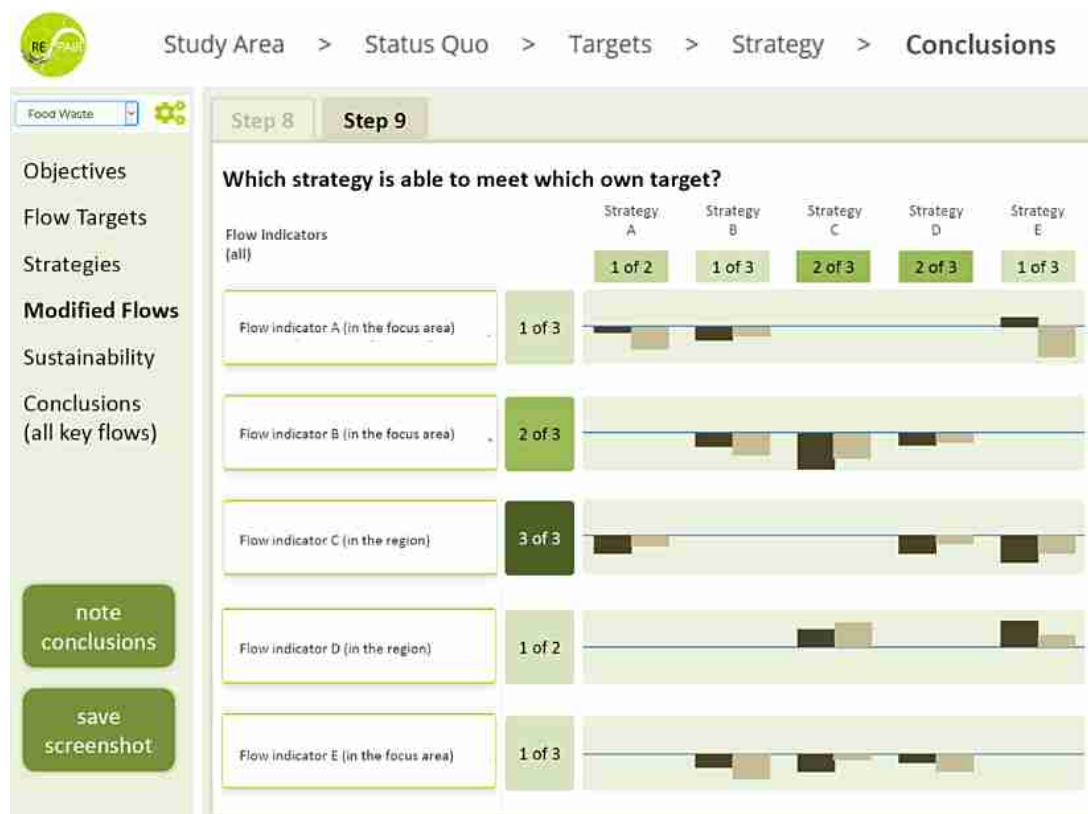 REPAIR
Study Area > Status Quo > Targets > Strategy > Conclusions
Food Waste
Step 8
Step 9
Objectives
Flow Targets
Strategies
Modified Flows
Sustainability
Conclusions
(all key flows)
note
conclusions
save
screenshot
Which strategy is able to meet which own target?
Flow indicators
(all)
Strategy
A
Strategy
B
Strategy
C
Strategy
D
Strategy
E
1 of 2
1 of 3
2 of 3
2 of 3
1 of 3
Flow indicator A (in the focus area)
1 of 3
Flow indicator B (in the focus area)
2 of 3
Flow indicator C (in the region)
3 of 3
Flow indicator D (in the region)
1 of 2
Flow indicator E (in the focus area)
1 of 3